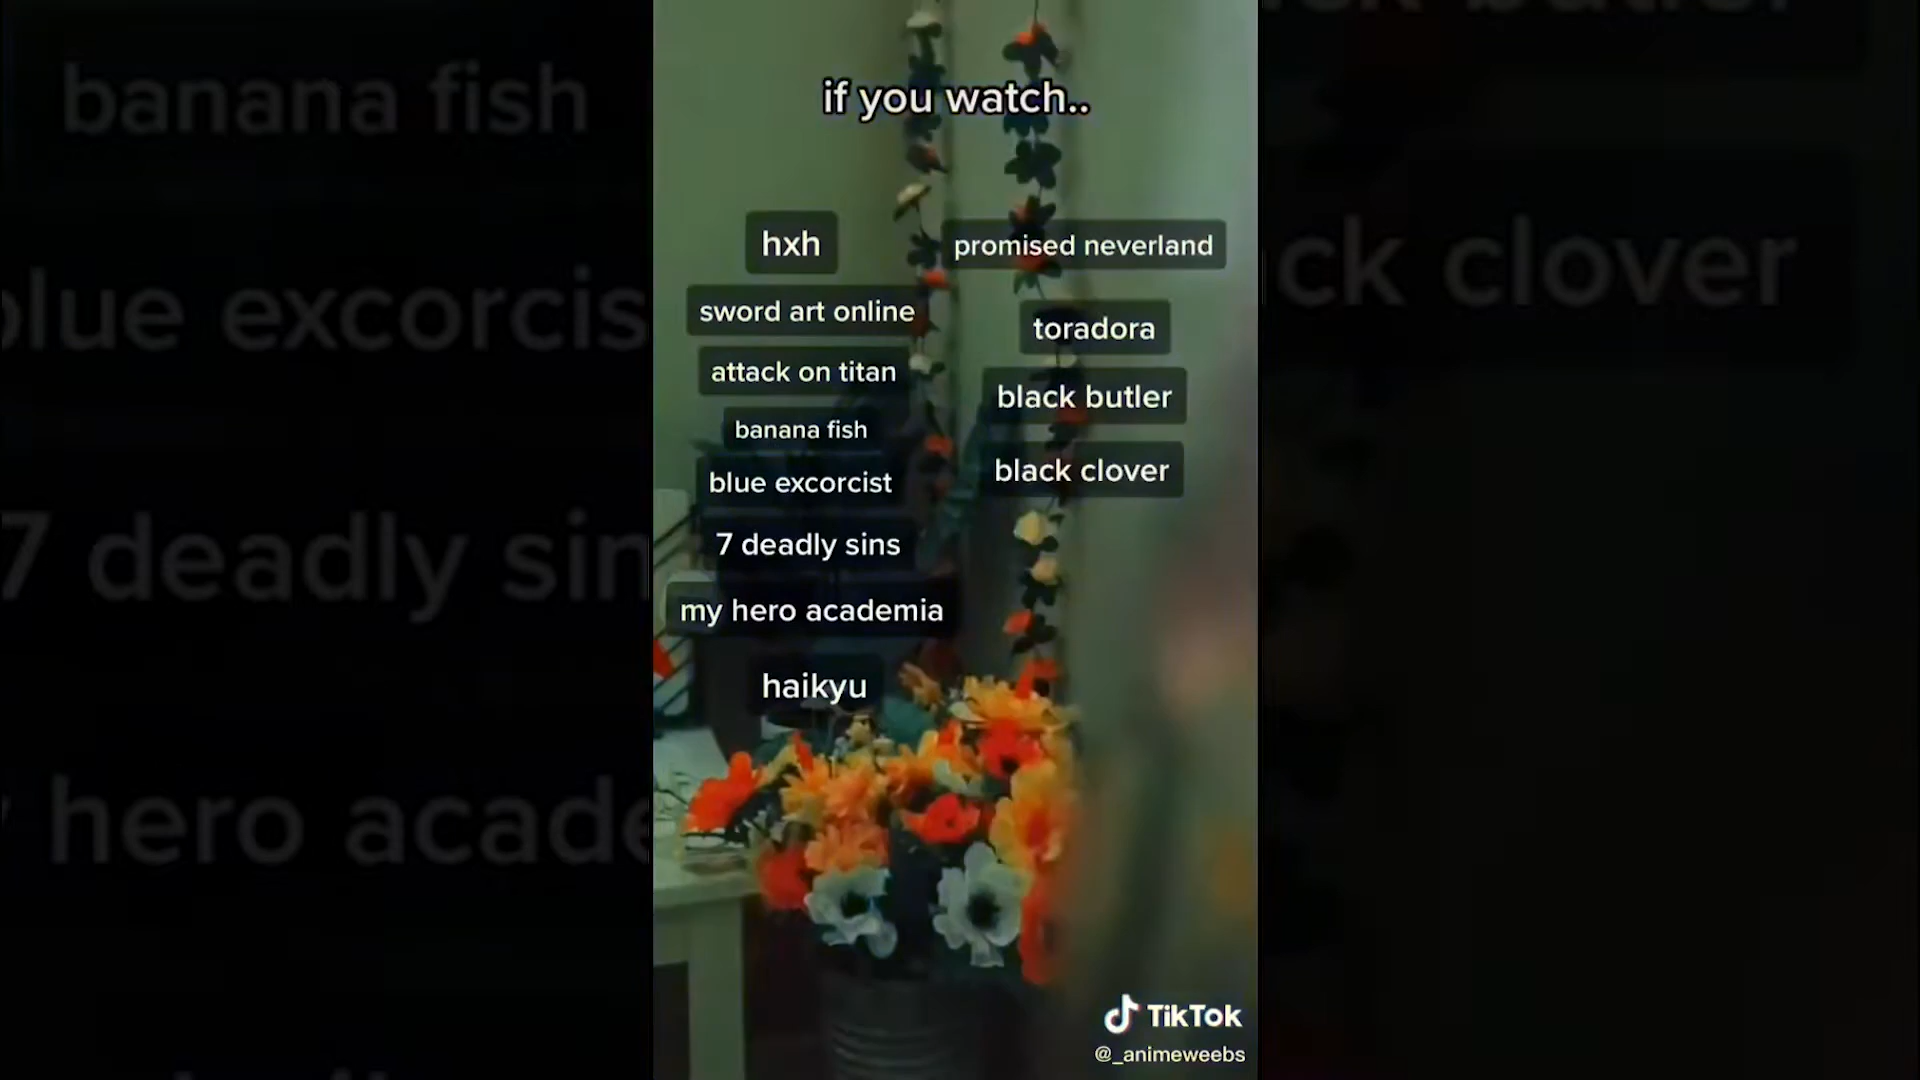 if you watch..
hxh
sword art online
attack on titan
banana fish
blue excorcist
7 deadly sins
my hero academia
haikyu
promised neverland
toradora
black butler
black clover
TikTok
@_animeweebs
banana fish
blue excorcis
7 deadly sin
hero acade
ck butler
ck clover